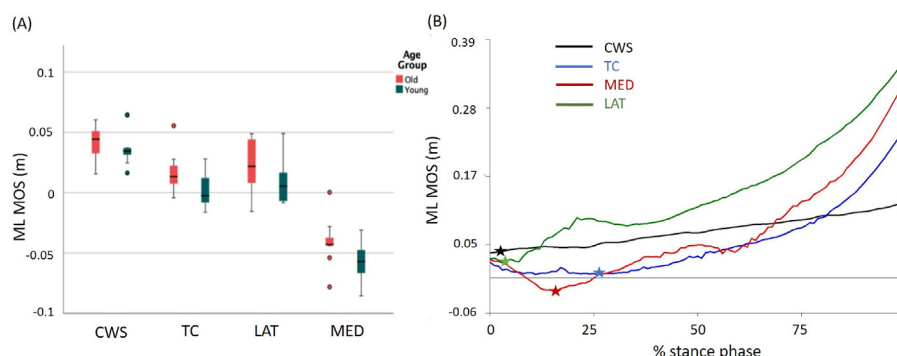 (A)
ML MOS (m)
0.1
0.05
0
-0.05
-0.1
CWS TC LAT MED
Age
Group
Old
Young
(B)
ML MOS (m)
0.39
0.28
0.17
0.05
-0.06
0 25 50 75
% stance phase
CWS
TC
MED
LAT